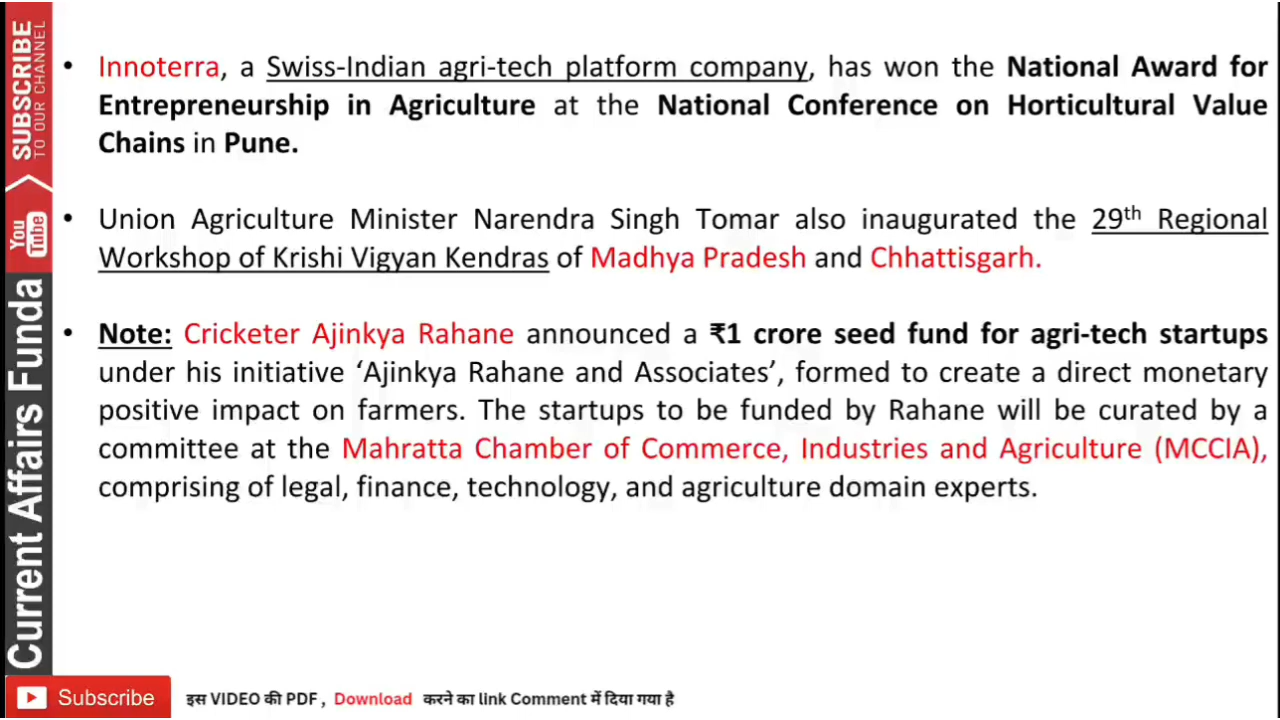 SUBSCRIBE
TO OUR CHANNEL
You
Tube
Current Affairs Funda
• Innoterra, a Swiss-Indian agri-tech platform company, has won the National Award for
Entrepreneurship in Agriculture at the National Conference on Horticultural Value
Chains in Pune.
• Union Agriculture Minister Narendra Singh Tomar also inaugurated the 29th Regional
Workshop of Krishi Vigyan Kendras of Madhya Pradesh and Chhattisgarh.
• Note: Cricketer Ajinkya Rahane announced a ₹1 crore seed fund for agri-tech startups
under his initiative ‘Ajinkya Rahane and Associates’, formed to create a direct monetary
positive impact on farmers. The startups to be funded by Rahane will be curated by a
committee at the Mahratta Chamber of Commerce, Industries and Agriculture (MCCIA),
comprising of legal, finance, technology, and agriculture domain experts.
Subscribe
इस VIDEO की PDF , Download करने का link Comment में दिया गया है